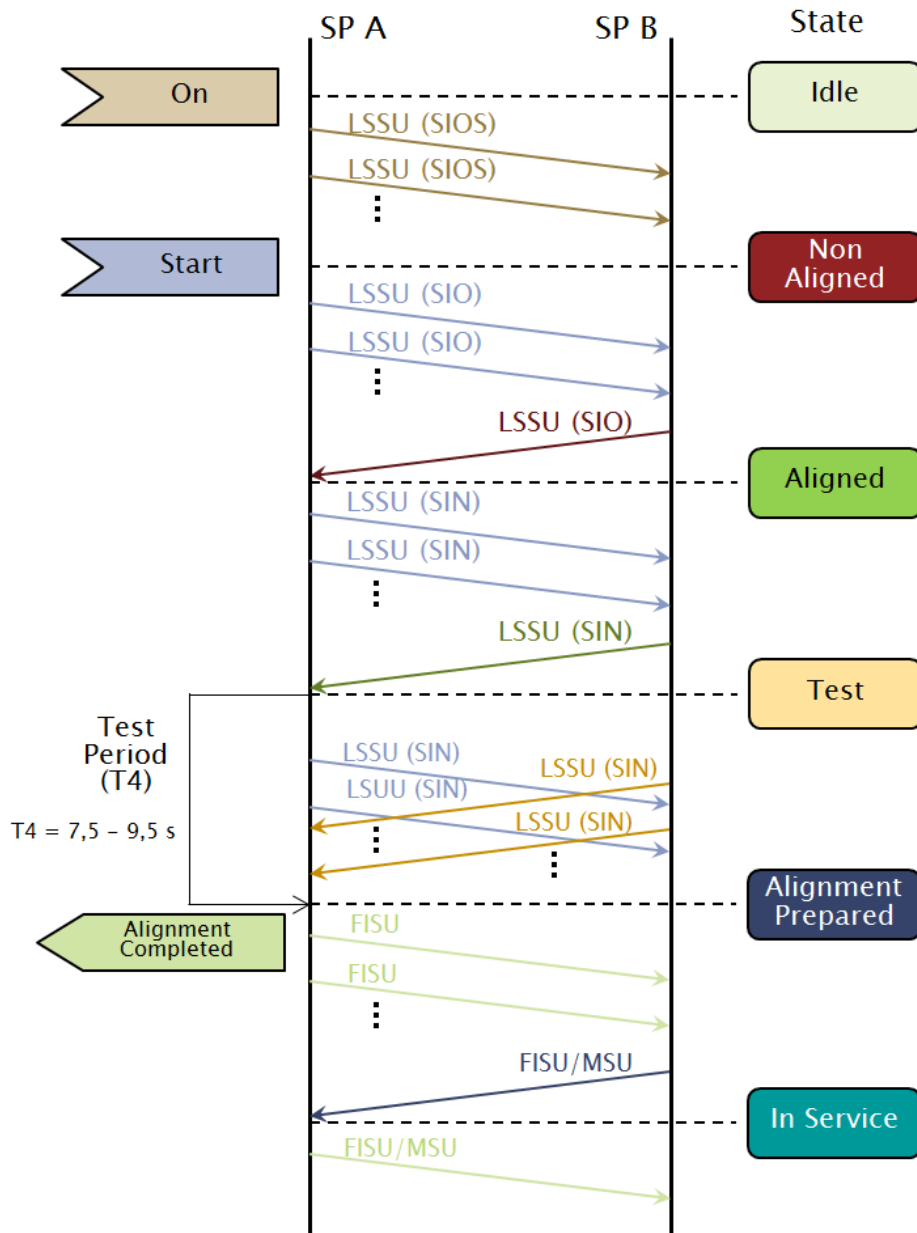 SP A
SP B
State
On
Idle
LSSU (SIOS)
LSSU (SIOS)
Start
Non
Aligned
LSSU (SIO)
LSSU (SIO)
LSSU (SIO)
Aligned
LSSU (SIN)
LSSU (SIN)
LSSU (SIN)
Test
Test
Period
(T4)
T4 = 7,5 – 9,5 s
LSSU (SIN)
LSSU (SIN)
LSUU (SIN)
LSSU (SIN)
Alignment
Prepared
Alignment
Completed
FISU
FISU
FISU/MSU
In Service
FISU/MSU